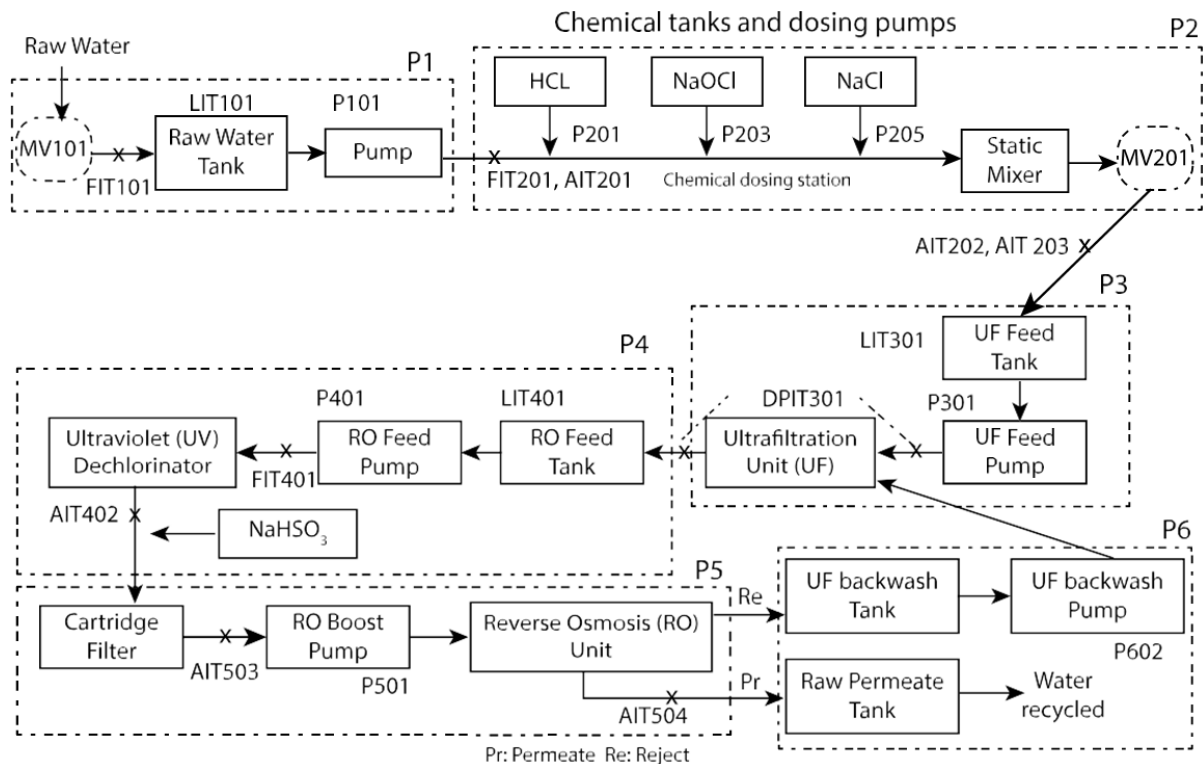 Chemical tanks and dosing pumps
Raw Water
P1
P2
MV101
FIT101
LIT101
Raw Water
Tank
P101
Pump
HCL
NaOCl
NaCl
P201
P203
P205
FIT201, AIT201
Chemical dosing station
Static
Mixer
MV201
AIT202, AIT 203
P3
LIT301
UF Feed
Tank
P301
UF Feed
Pump
DPIT301
Ultrafiltration
Unit (UF)
P4
LIT401
RO Feed
Tank
P401
RO Feed
Pump
FIT401
Ultraviolet (UV)
Dechlorinator
AIT402
NaHSO₃
P5
Cartridge
Filter
AIT503
RO Boost
Pump
P501
Reverse Osmosis (RO)
Unit
Re
Pr
AIT504
P6
UF backwash
Tank
UF backwash
Pump
P602
Raw Permeate
Tank
Water
recycled
Pr: Permeate Re: Reject